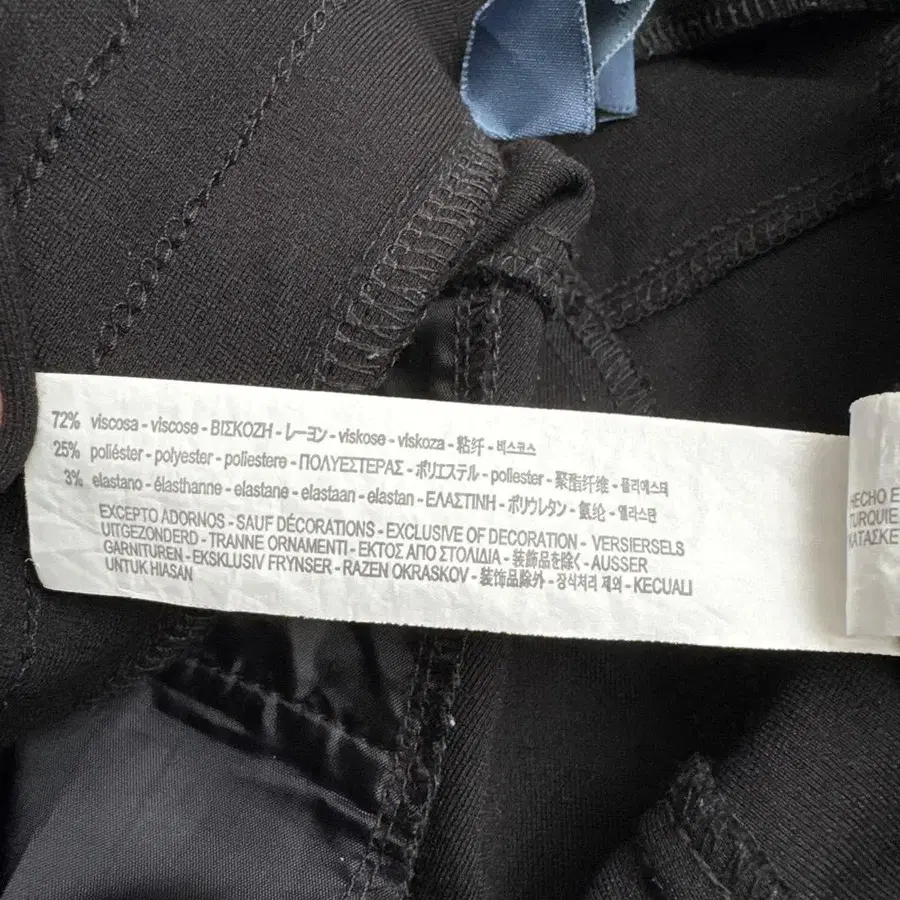 72% viscosa - viscose - ΒΙΣΚΟΖΗ - レーヨン - viskose - viskoza - 粘纤 - 비스코스
25% poliéster - polyester - poliestere - ΠΟΛΥΕΣΤΕΡΑΣ - ポリエステル - poliester - 聚酯纤维 - 폴리에스터
3% elastano - élasthanne - elastane - elastaan - elastan - ΕΛΑΣΤΙΝΗ - ポリウレタン - 氨纶 - 엘라스탄
EXCEPTO ADORNOS - SAUF DÉCORATIONS - EXCLUSIVE OF DECORATION - VERSIERSELS
UITGEZONDERD - TRANNE ORNAMENTI - ΕΚΤΟΣ ΑΠΟ ΣΤΟΛΙΔΙΑ - 装飾品を除く - AUSSER
GARNITUREN - EKSKLUSIV FRYNSER - RAZEN OKRASKOV - 装饰品除外 - 장식처리 제외 - KECUALI
UNTUK HIASAN
HECHO E
TURQUIE
ΚΑΤΑΣΚΕ